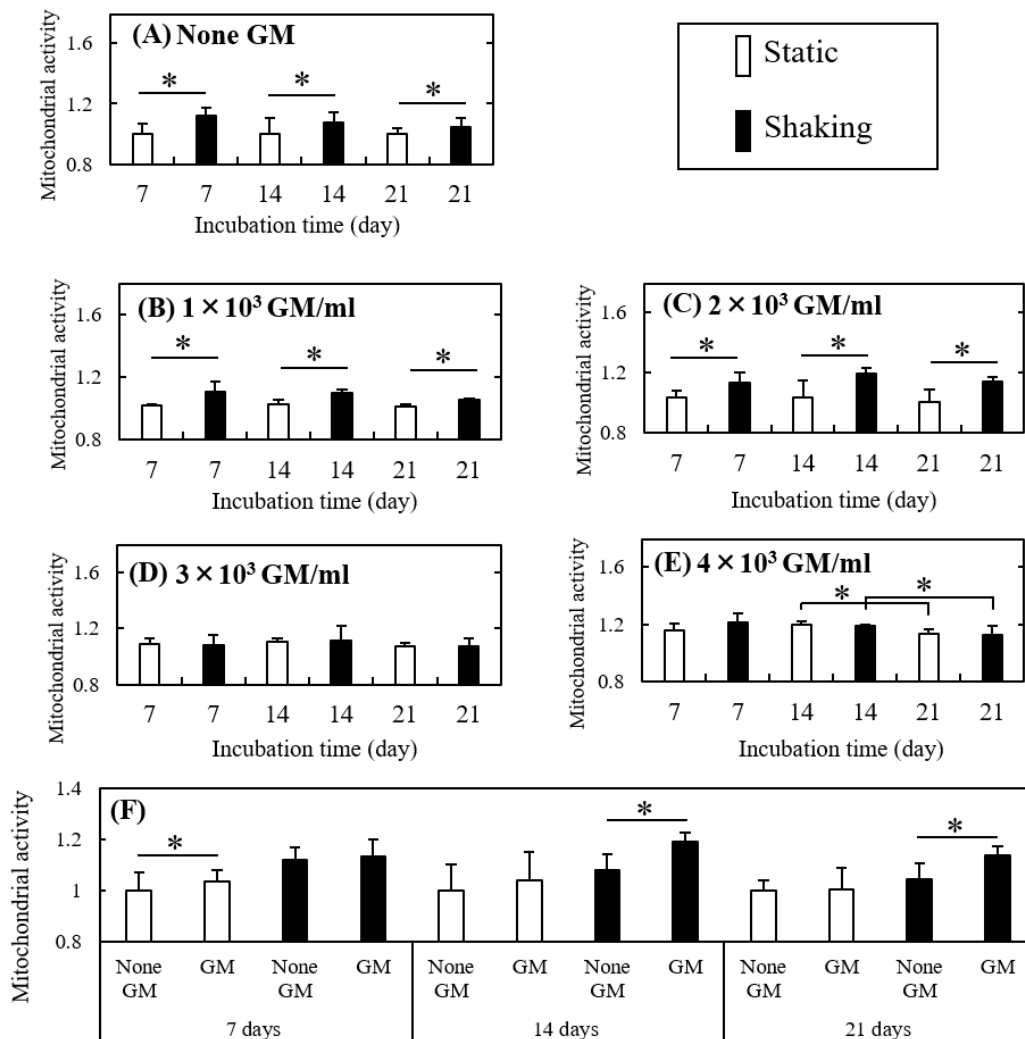 (A) None GM
Mitochondrial activity
1.6
1.2
0.8
* * *
7 7 14 14 21 21
Incubation time (day)
Static
Shaking
(B) 1×10³ GM/ml
Mitochondrial activity
1.6
1.2
0.8
* * *
7 7 14 14 21 21
Incubation time (day)
(C) 2×10³ GM/ml
Mitochondrial activity
1.6
1.2
0.8
* * *
7 7 14 14 21 21
Incubation time (day)
(D) 3×10³ GM/ml
Mitochondrial activity
1.6
1.2
0.8
7 7 14 14 21 21
Incubation time (day)
(E) 4×10³ GM/ml
Mitochondrial activity
1.6
1.2
0.8
* *
7 7 14 14 21 21
Incubation time (day)
(F)
Mitochondrial activity
1.4
1.2
1
0.8
* * *
None GM None GM None GM None GM None GM None GM
GM GM GM GM GM GM
7 days 14 days 21 days